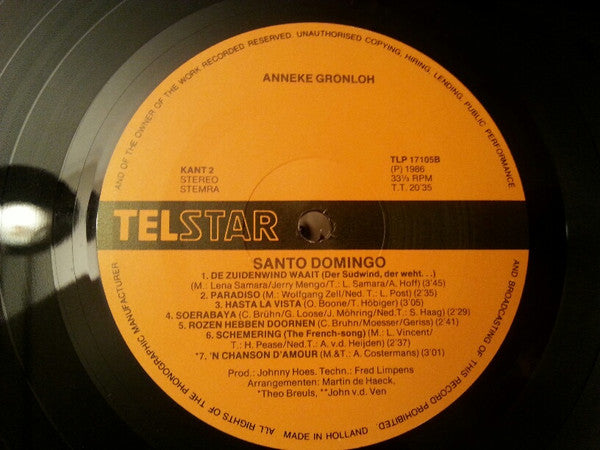 AND OF THE OWNER OF THE WORK RECORDED RESERVED. UNAUTHORISED COPYING, HIRING, LENDING, PUBLIC PERFORMANCE
ANNEKE GRONLOH
KANT 2
STEREO
STEMRA
TLP 17105B
(P) 1986
33⅓ RPM
T.T. 20'35
TELSTAR
SANTO DOMINGO
1. DE ZUIDENWIND WAAIT (Der Südwind, der weht. . .)
(M.: Lena Samara/Jerry Mengo/T.: L. Samara/A. Hoff) (3'45)
2. PARADISO (M.: Wolfgang Zell/Ned. T.: L. Post) (2'35)
3. HASTA LA VISTA (O. Boone/T. Höbiger) (3'05)
4. SOERABAYA (C. Brühn/G. Loose/J. Möhring/Ned. T.: S. Haag) (2'29)
5. ROZEN HEBBEN DOORNEN (C. Bruhn/Moesser/Geriss) (2'41)
6. SCHEMERING (The French-song) (M.: L. Vincent/
T.: H. Pease/Ned. T.: A. v.d. Heijden) (2'37)
*7. 'N CHANSON D'AMOUR (M.&T.: A. Costermans) (3'01)
Prod.: Johnny Hoes. Techn.: Fred Limpens
Arrangementen: Martin de Haeck,
*Theo Breuls, **John v.d. Ven
AND BROADCASTING OF THIS RECORD PROHIBITED.
MADE IN HOLLAND
ALL RIGHTS OF THE PHONOGRAPHIC MANUFACTURER